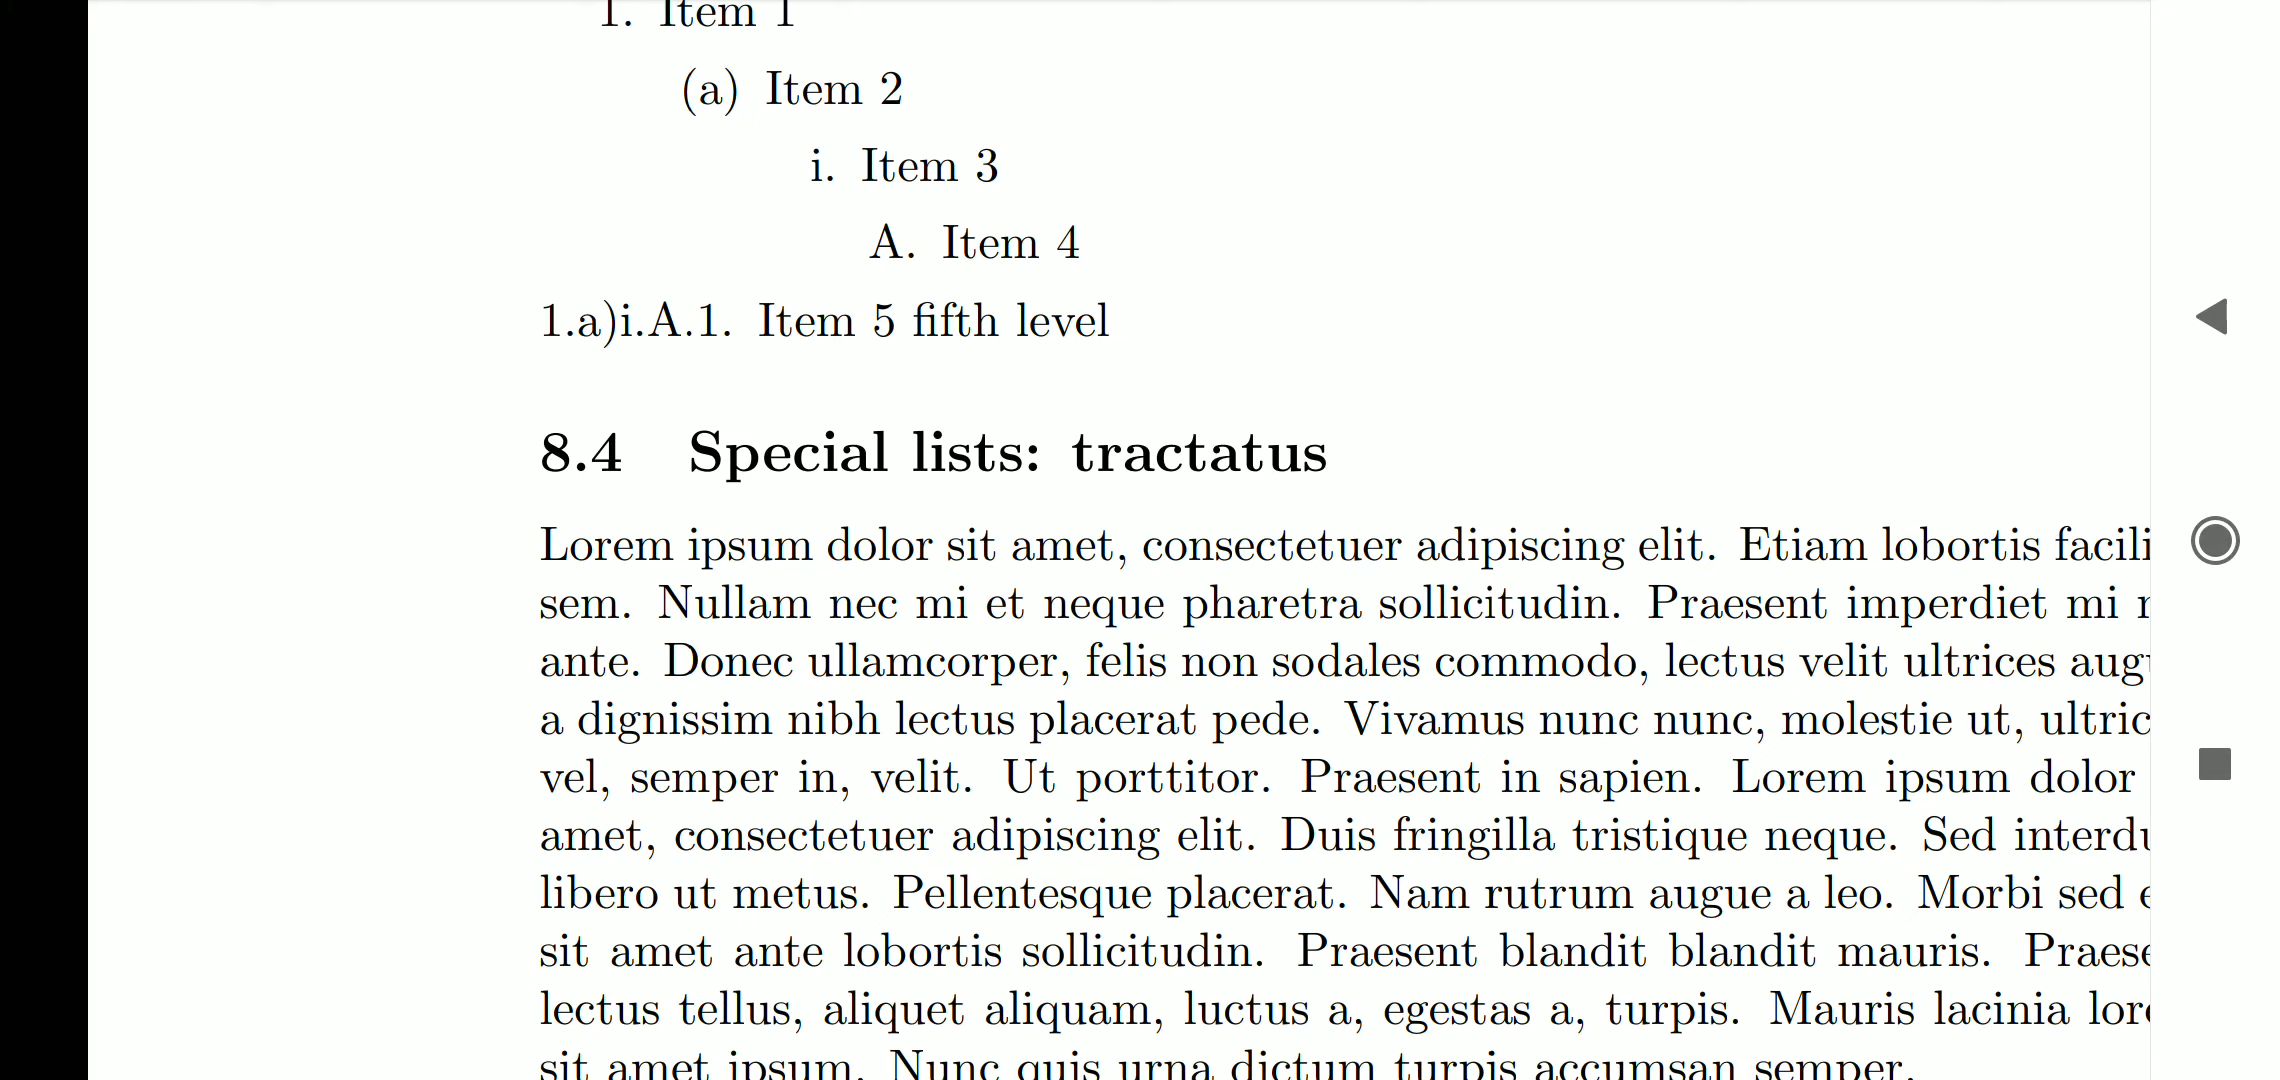 1. Item 1
(a) Item 2
i. Item 3
A. Item 4
1.a)i.A.1. Item 5 fifth level
8.4 Special lists: tractatus
Lorem ipsum dolor sit amet, consectetuer adipiscing elit. Etiam lobortis facili
sem. Nullam nec mi et neque pharetra sollicitudin. Praesent imperdiet mi
ante. Donec ullamcorper, felis non sodales commodo, lectus velit ultrices aug
a dignissim nibh lectus placerat pede. Vivamus nunc nunc, molestie ut, ultric
vel, semper in, velit. Ut porttitor. Praesent in sapien. Lorem ipsum dolor
amet, consectetuer adipiscing elit. Duis fringilla tristique neque. Sed interdu
libero ut metus. Pellentesque placerat. Nam rutrum augue a leo. Morbi sed e
sit amet ante lobortis sollicitudin. Praesent blandit blandit mauris. Praese
lectus tellus, aliquet aliquam, luctus a, egestas a, turpis. Mauris lacinia lore
sit amet ipsum. Nunc quis urna dictum turpis accumsan semper.